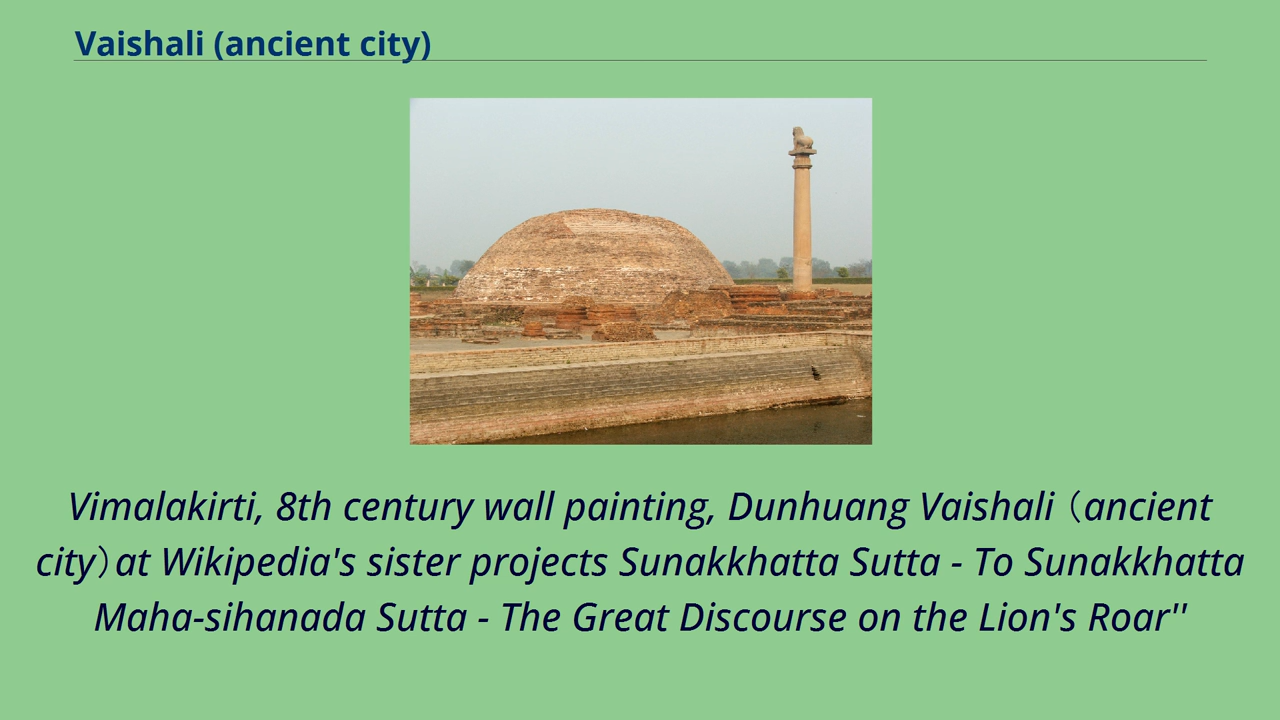 Vaishali (ancient city)
Vimalakirti, 8th century wall painting, Dunhuang Vaishali（ancient
city）at Wikipedia's sister projects Sunakkhatta Sutta - To Sunakkhatta
Maha-sihanada Sutta - The Great Discourse on the Lion's Roar''